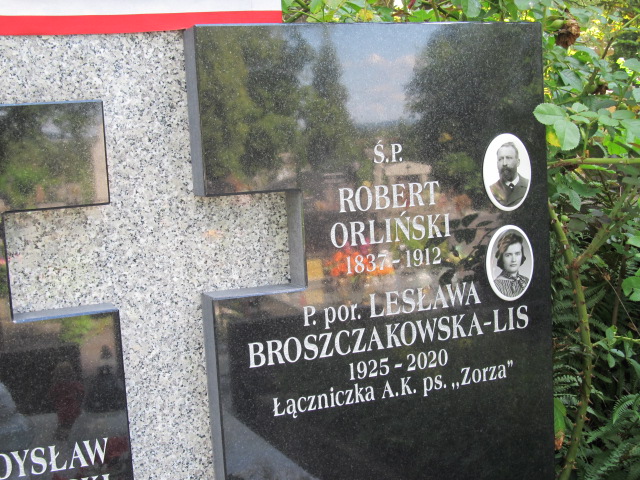 Ś.P.
ROBERT
ORLIŃSKI
1837-1912
P. por. LESŁAWA
BROSZCZAKOWSKA-LIS
1925-2020
Łączniczka A.K. ps. „Zorza”
DYSŁAW